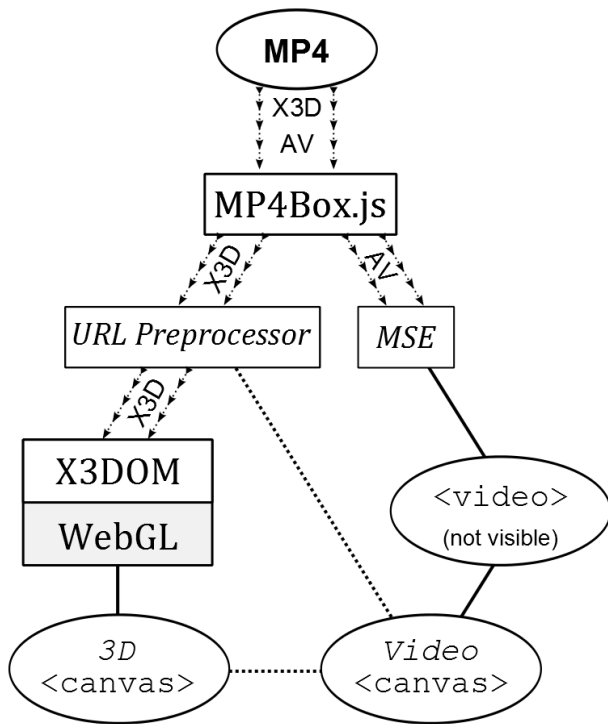 MP4
X3D
AV
MP4Box.js
X3D
AV
URL Preprocessor
MSE
X3D
X3DOM
WebGL
<video>
(not visible)
3D
<canvas>
Video
<canvas>